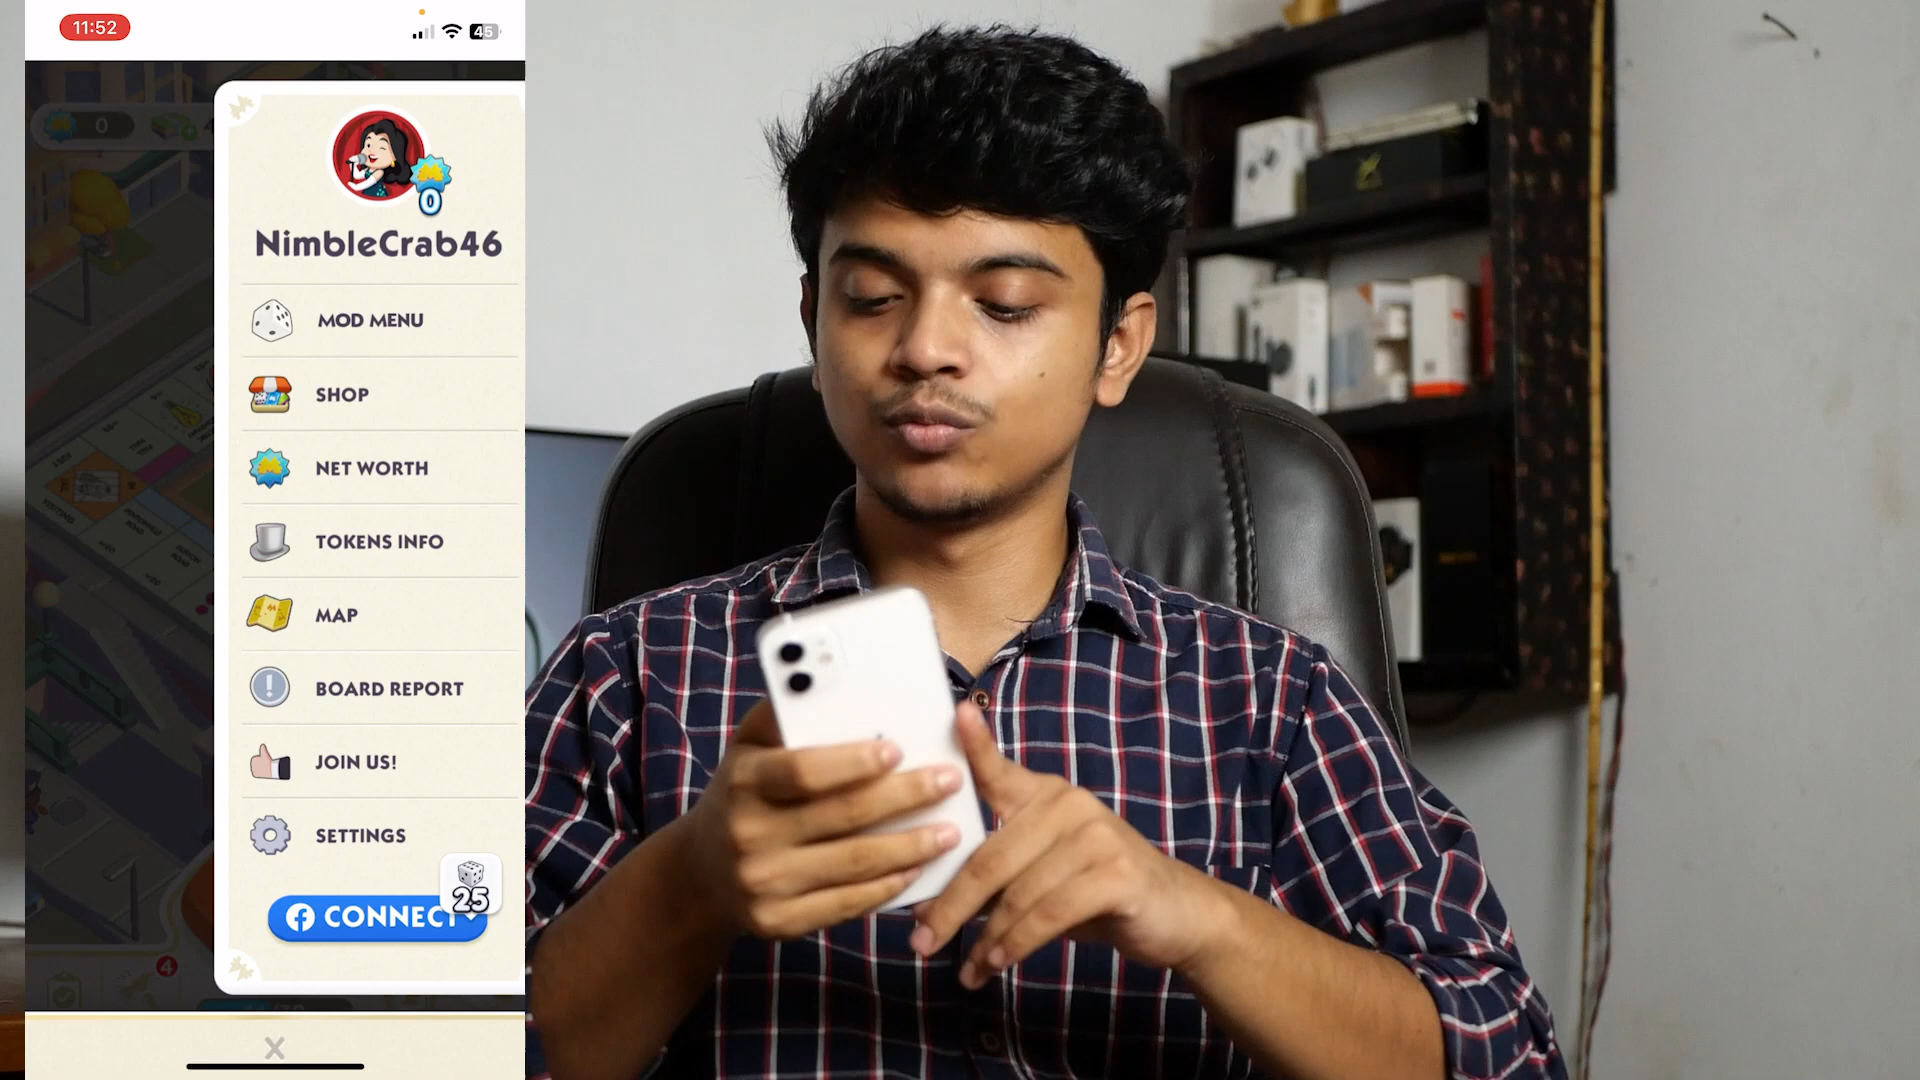 11:52
45
0
0
NimbleCrab46
MOD MENU
SHOP
NET WORTH
TOKENS INFO
MAP
BOARD REPORT
JOIN US!
SETTINGS
25
CONNECT
4
X